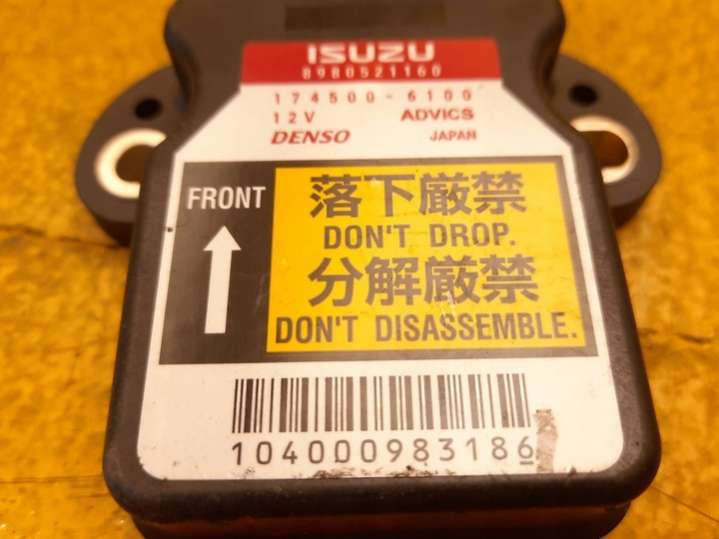 ISUZU
8980521160
174500-6100
12V ADVICS
DENSO JAPAN
FRONT
落下厳禁
DON'T DROP.
分解厳禁
DON'T DISASSEMBLE.
104000983186